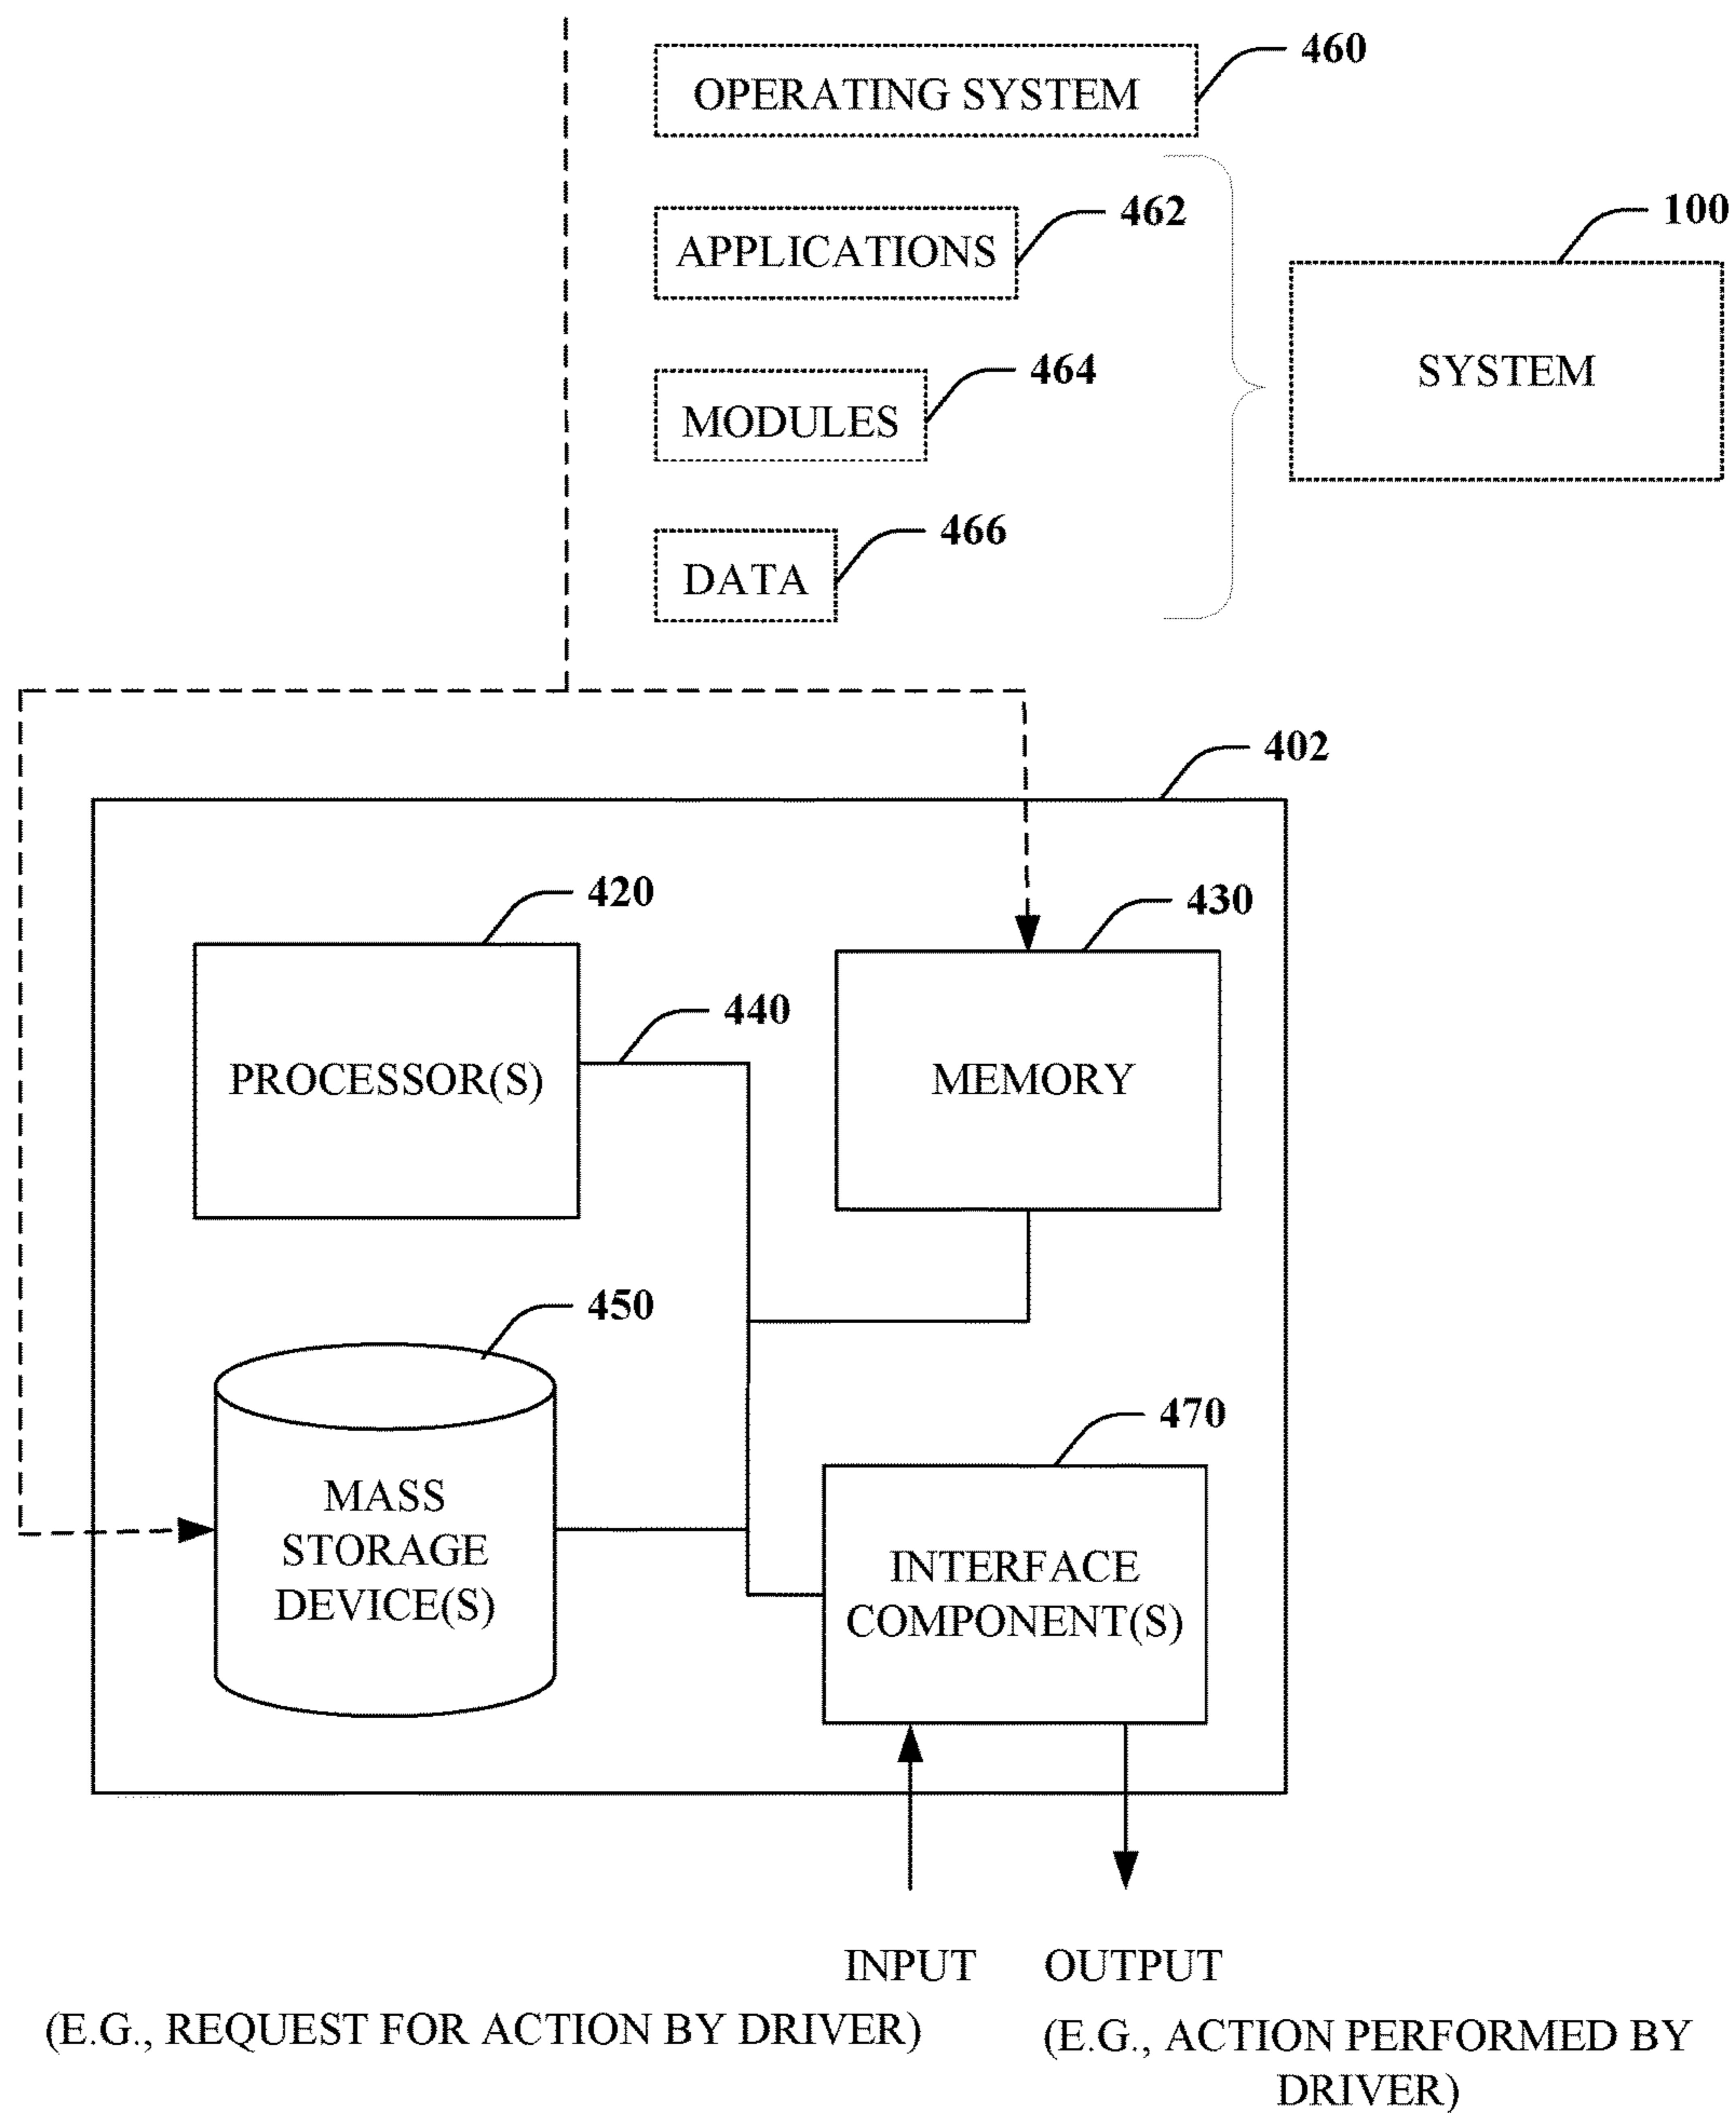 460
OPERATING SYSTEM
462
APPLICATIONS
100
SYSTEM
464
MODULES
466
DATA
402
420
PROCESSOR(S)
430
MEMORY
440
450
MASS
STORAGE
DEVICE(S)
470
INTERFACE
COMPONENT(S)
INPUT
(E.G., REQUEST FOR ACTION BY DRIVER)
OUTPUT
(E.G., ACTION PERFORMED BY
DRIVER)